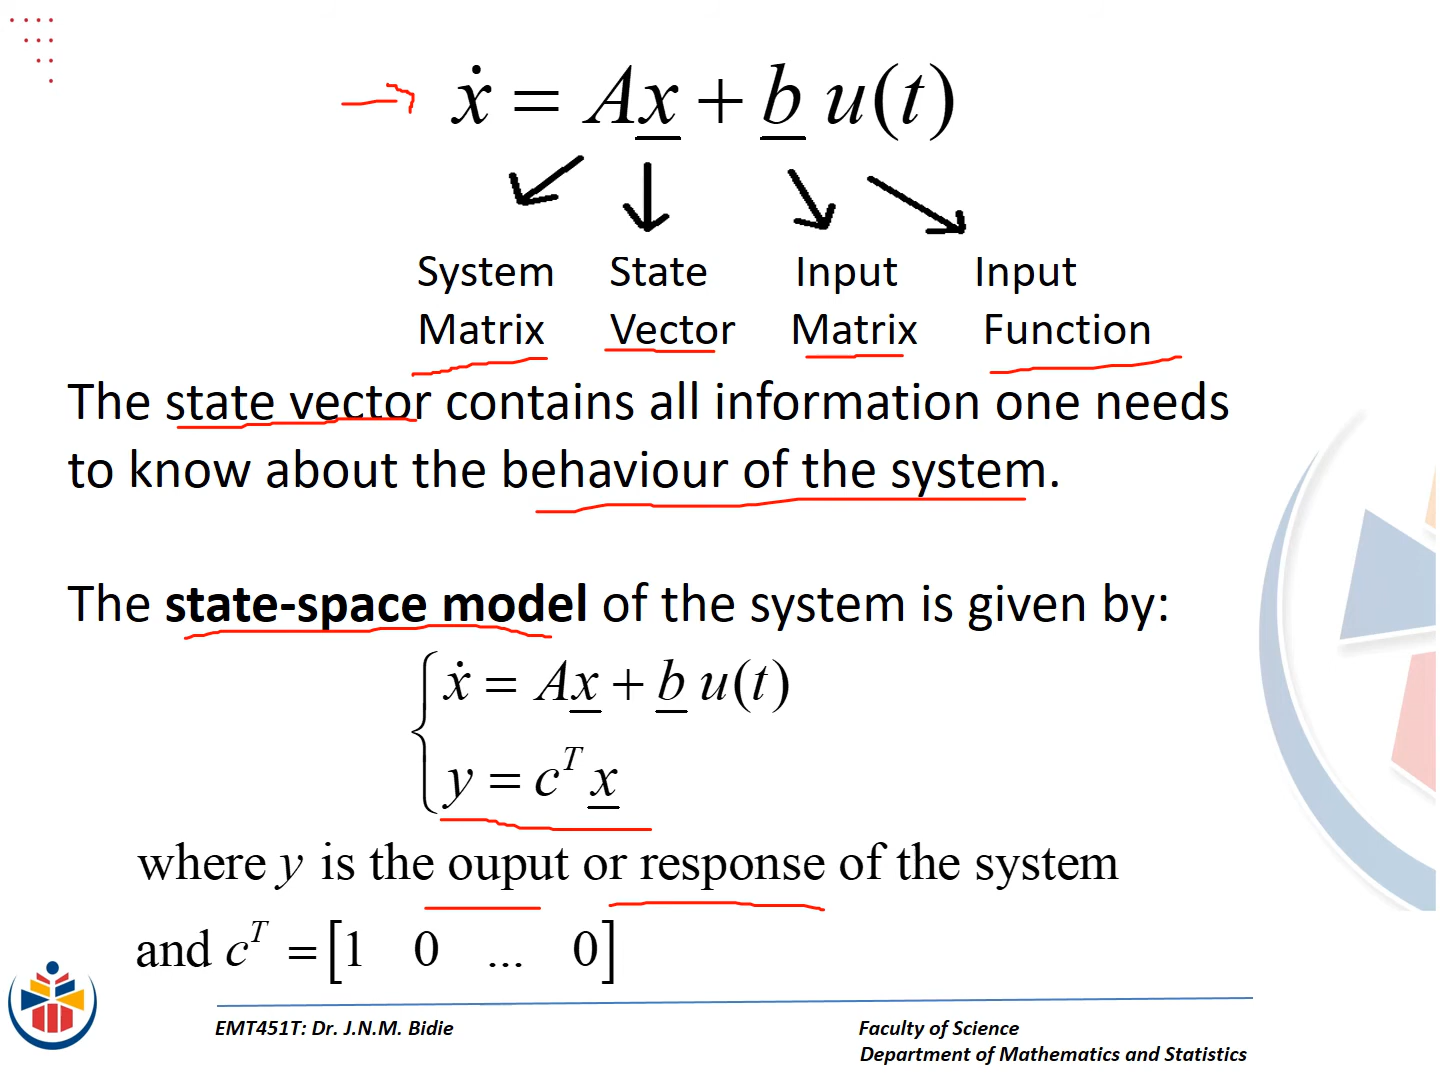 ẋ = Ax + b u(t)
System State Input Input
Matrix Vector Matrix Function
The state vector contains all information one needs
to know about the behaviour of the system.
The state-space model of the system is given by:
ẋ = Ax + b u(t)
y = c^T x
where y is the ouput or response of the system
and c^T = [1 0 ... 0]
EMT451T: Dr. J.N.M. Bidie
Faculty of Science
Department of Mathematics and Statistics